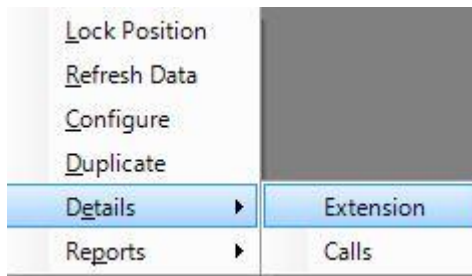 Lock Position
Refresh Data
Configure
Duplicate
Details
Extension
Reports
Calls